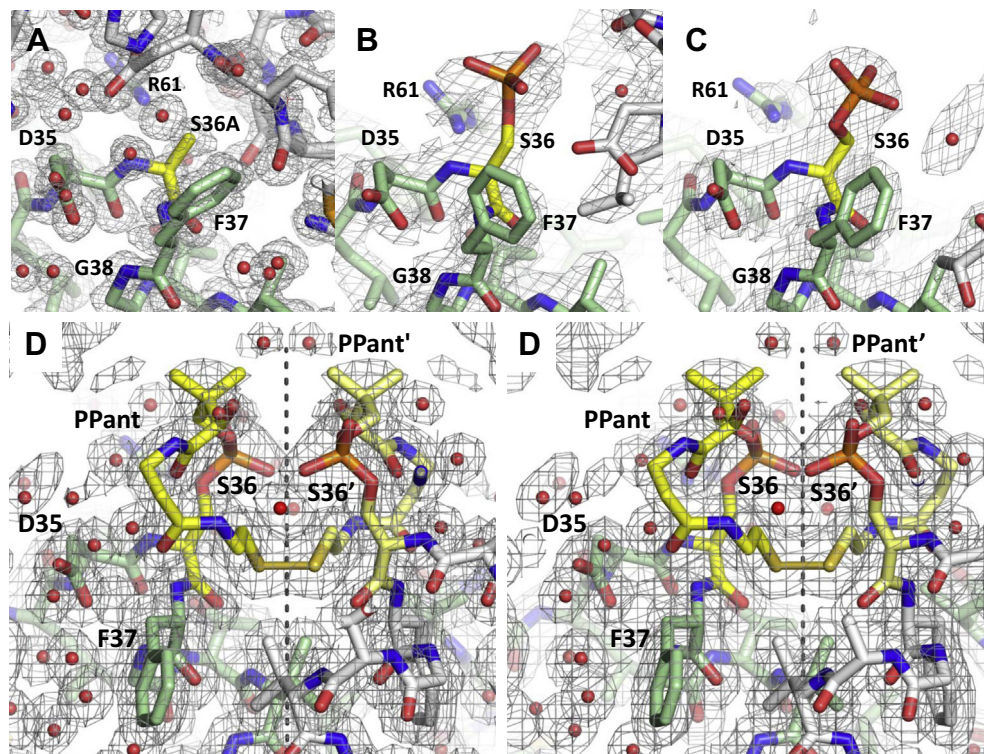 A
R61
S36A
D35
F37
G38
B
R61
D35
S36
F37
G38
C
R61
D35
S36
F37
G38
D
PPant'
PPant
S36
S36’
D35
F37
D
PPant’
PPant
S36
S36’
D35
F37